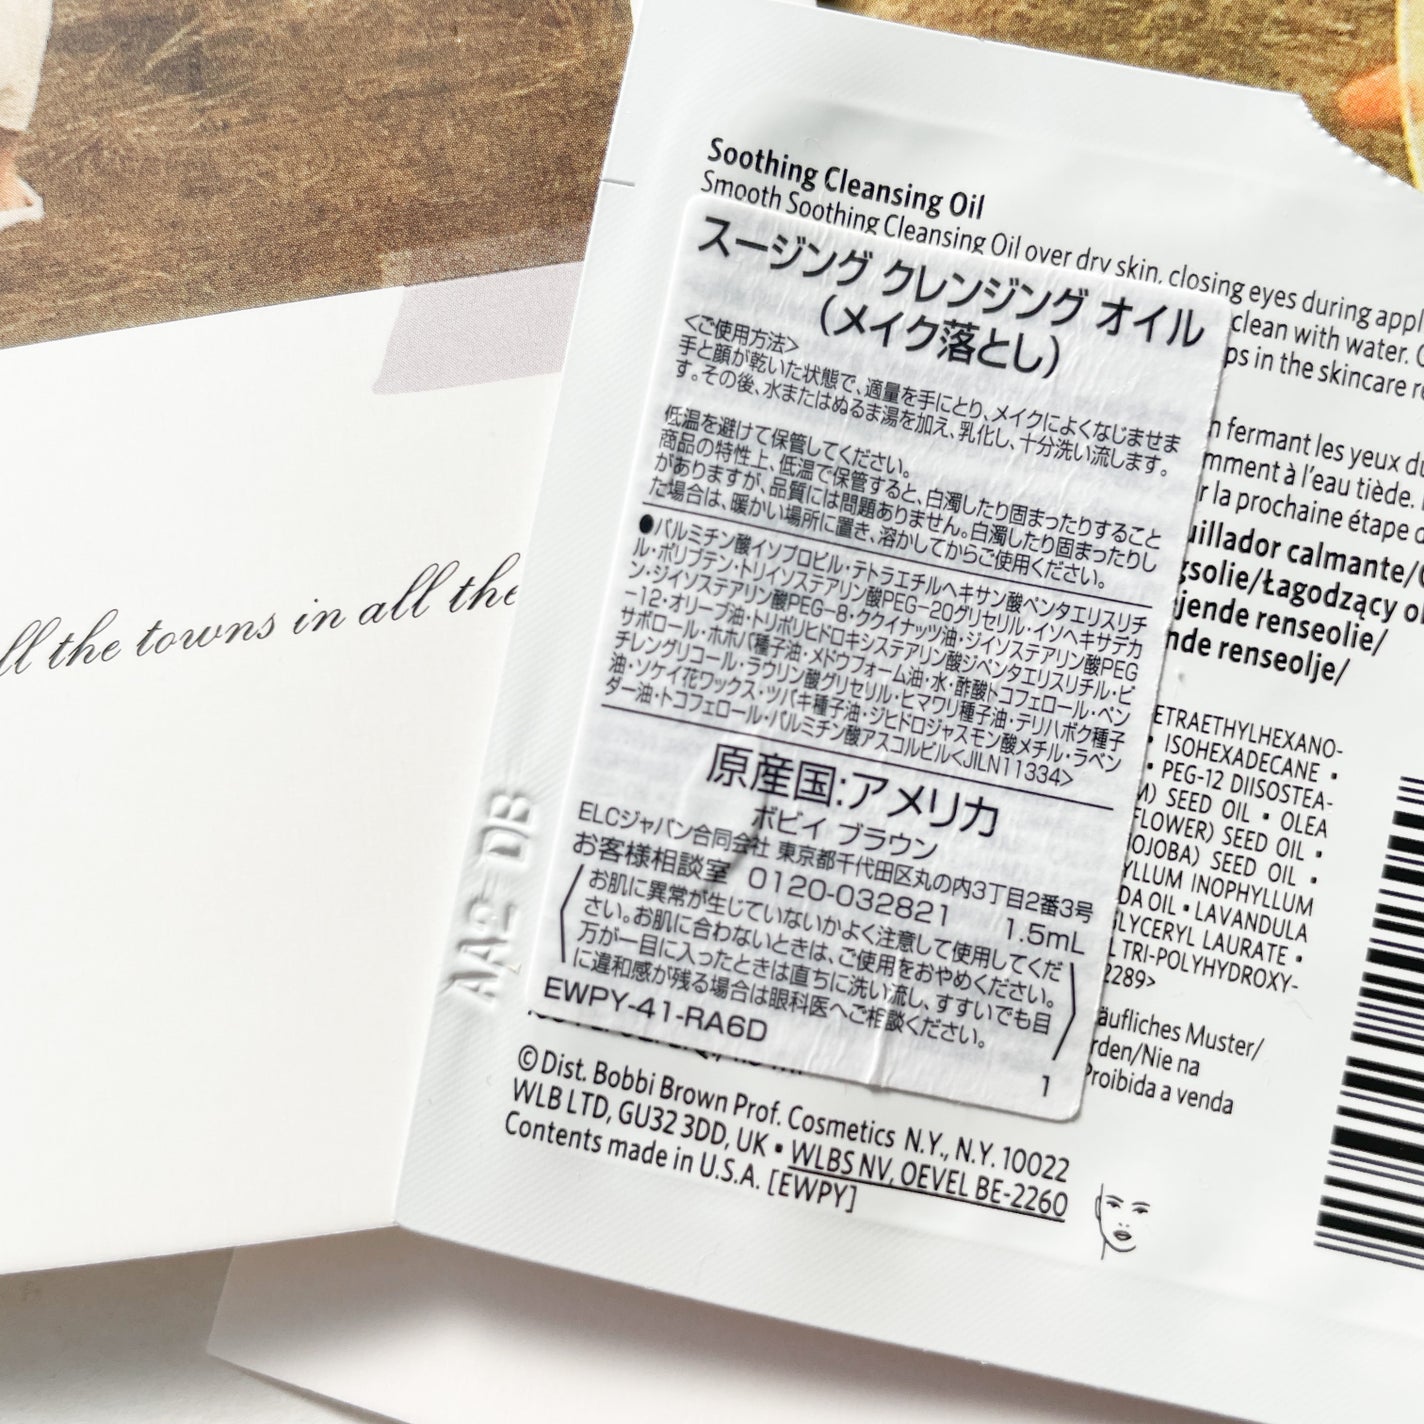 ll the towns in all the
Soothing Cleansing Oil
Smooth Soothing Cleansing Oil over dry skin, closing eyes during
clean with water.
in the skincare
fermant les yeux
à l'eau tiède.
la prochaine étape
calmante/
Łagodzący
renseolie/
renseolje/
スージング クレンジング オイル
（メイク落とし）
<ご使用方法>
手と顔が乾いた状態で、適量を手にとり、メイクによくなじませま
す。その後、水またはぬるま湯を加え、乳化し、十分洗い流します。
低温を避けて保管してください。
商品の特性上、低温で保管すると、白濁したり固まったりすること
がありますが、品質には問題ありません。白濁したり固まったりし
た場合は、暖かい場所に置き、溶かしてからご使用ください。
●パルミチン酸イソプロピル・テトラエチルヘキサン酸ペンタエリスリチ
ル・ポリブテン・トリイソステアリン酸PEG-20グリセリル・イソヘキサデカ
ン・ジイソステアリン酸PEG-8・ククイナッツ油・ジイソステアリン酸PEG
-12・オリーブ油・トリポリヒドロキシステアリン酸ジペンタエリスリチル・ビ
サボロール・ホホバ種子油・メドウフォーム油・水・酢酸トコフェロール・ペン
チレングリコール・ラウリン酸グリセリル・ヒマワリ種子油・テリハボク種子
油・ソケイ花ワックス・ツバキ種子油・ジヒドロジャスモン酸メチル・ラベン
ダー油・トコフェロール・パルミチン酸アスコルビル<JILN11334>
原産国:アメリカ
ボビイ ブラウン
ELCジャパン合同会社 東京都千代田区丸の内3丁目2番3号
お客様相談室 0120-032821 1.5mL
お肌に異常が生じていないかよく注意して使用してくだ
さい。お肌に合わないときは、ご使用をおやめください。
万が一目に入ったときは直ちに洗い流し、すすいでも目
に違和感が残る場合は眼科医へご相談ください。
EWPY-41-RA6D
1
ETRAETHYLHEXANO-
• ISOHEXADECANE •
• PEG-12 DIISOSTEA-
SEED OIL • OLEA
FLOWER) SEED OIL •
JOJOBA) SEED OIL •
YLLUM INOPHYLLUM
OIL • LAVANDULA
GLYCERYL LAURATE •
TRI-POLYHYDROXY-
2289>
äufliches Muster/
rden/Nie na
Proibida a venda
AA2 DB
© Dist. Bobbi Brown Prof. Cosmetics N.Y., N.Y. 10022
WLB LTD, GU32 3DD, UK • WLBS NV, OEVEL BE-2260
Contents made in U.S.A. [EWPY]